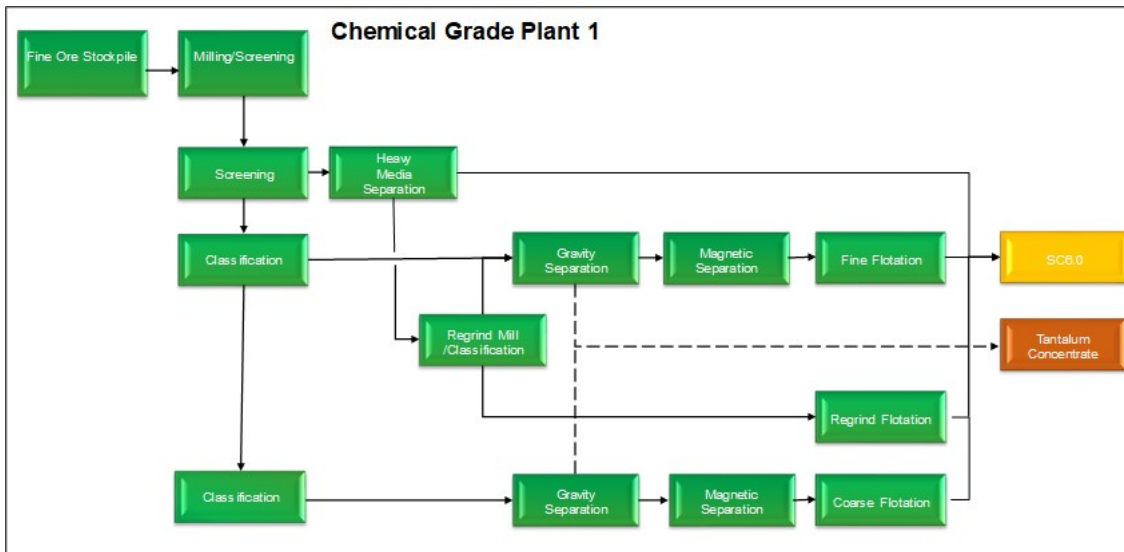 Chemical Grade Plant 1
Fine Ore Stockpile
Milling/Screening
Screening
Heavy
Media
Separation
Classification
Gravity
Separation
Magnetic
Separation
Fine Flotation
SC6.0
Regrind Mill
/Classification
Tantalum
Concentrate
Regrind Flotation
Classification
Gravity
Separation
Magnetic
Separation
Coarse Flotation